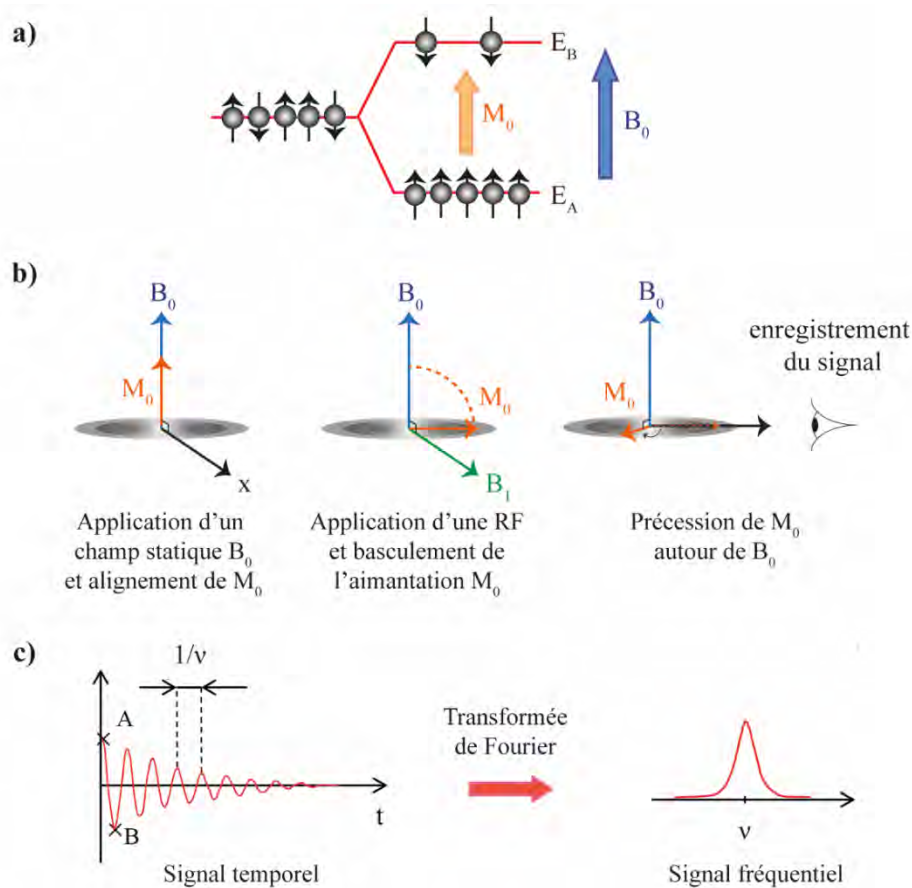 a)
E_B
M_0
B_0
E_A
b)
B_0
M_0
x
Application d'un
champ statique B_0
et alignement de M_0
B_0
M_0
B_1
Application d'une RF
et basculement de
l'aimantation M_0
B_0
M_0
enregistrement
du signal
Précession de M_0
autour de B_0
c)
1/ν
A
B
t
Signal temporel
Transformée
de Fourier
ν
Signal fréquentiel